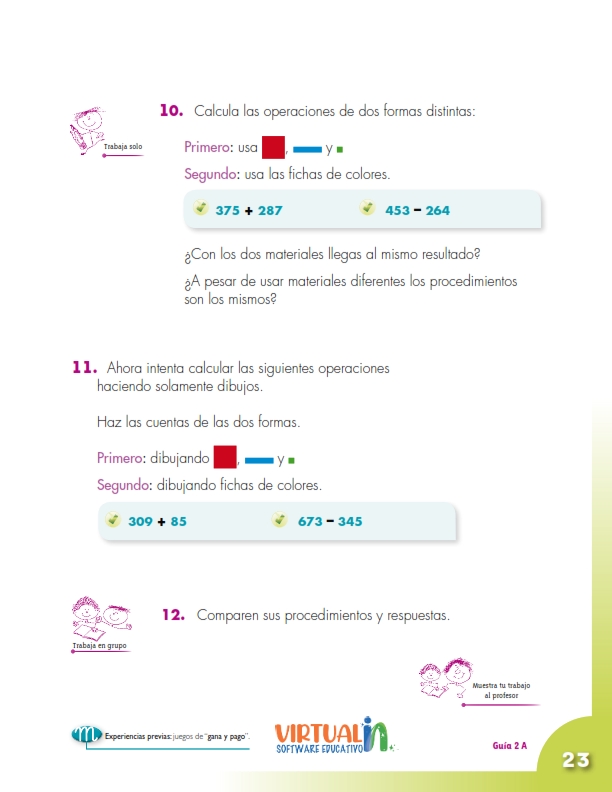 10. Calcula las operaciones de dos formas distintas:
Trabaja solo
Primero: usa , y
Segundo: usa las fichas de colores.
375 + 287
453 – 264
¿Con los dos materiales llegas al mismo resultado?
¿A pesar de usar materiales diferentes los procedimientos
son los mismos?
11. Ahora intenta calcular las siguientes operaciones
haciendo solamente dibujos.
Haz las cuentas de las dos formas.
Primero: dibujando , y
Segundo: dibujando fichas de colores.
309 + 85
673 – 345
12. Comparen sus procedimientos y respuestas.
Trabaja en grupo
Muestra tu trabajo
al profesor
m Experiencias previas: juegos de "gana y pago".
VIRTUALIN
SOFTWARE EDUCATIVO
Guía 2 A
23